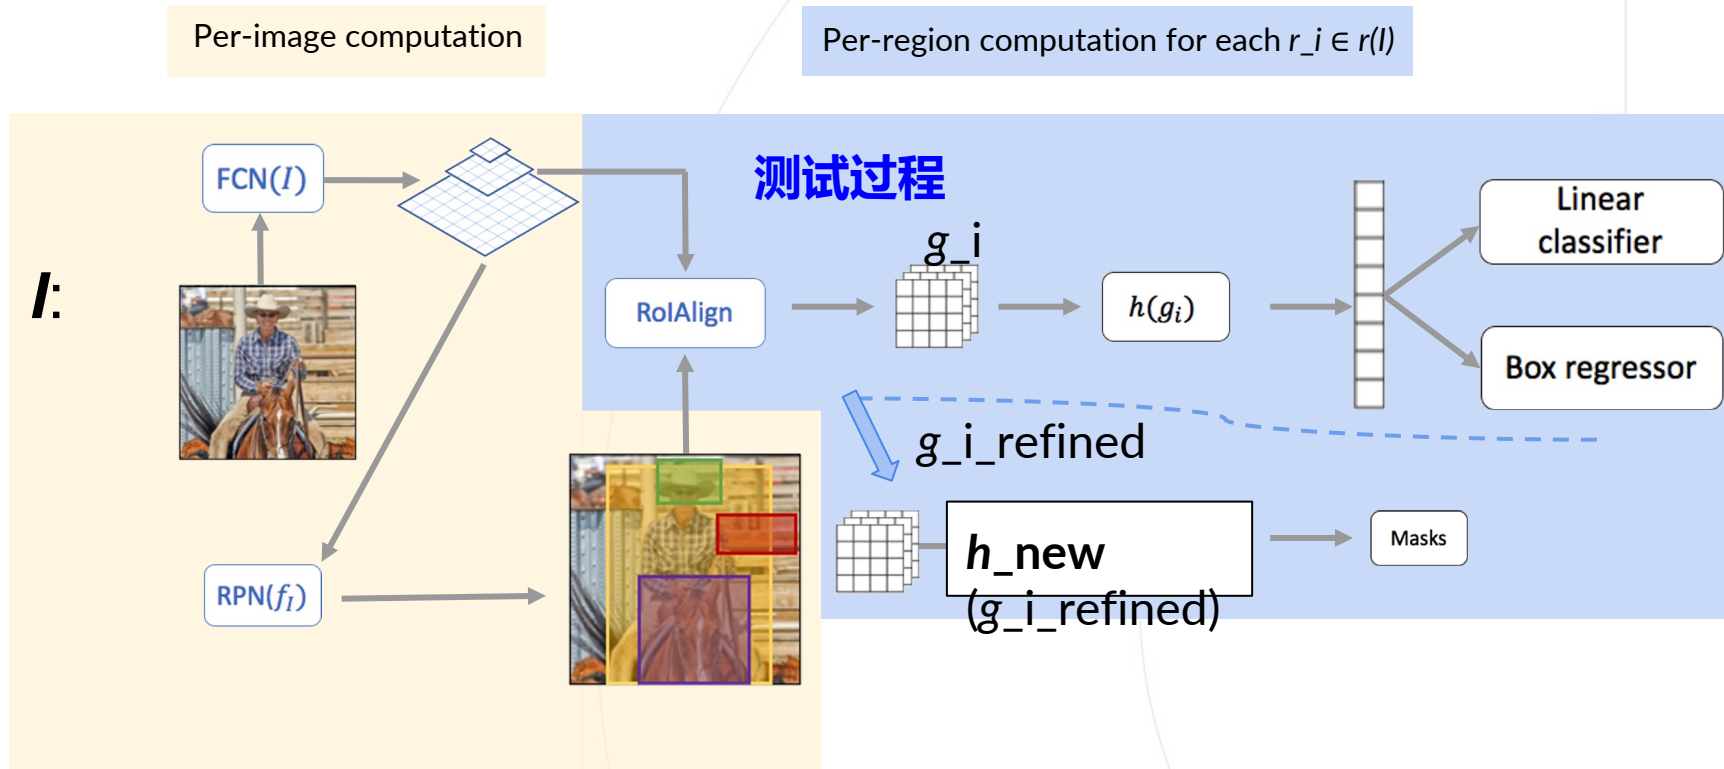 Per-image computation
Per-region computation for each r_i ∈ r(I)
FCN(I)
测试过程
g_i
Linear
classifier
I:
RoIAlign
h(gᵢ)
Box regressor
g_i_refined
RPN(f_I)
h_new
(g_i_refined)
Masks